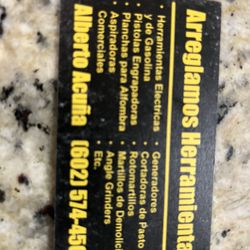 Arreglamos Herramienta
• Herramientas Electricas
y de Gasolina
• Pistolas Engrapadoras
• Planchas para Alfombra
• Aspiradoras
Comerciales
• Generadores
• Cortadoras de Pasto
• Rotomartillos
• Martillos de Demolic
• Angle Grinders
Etc.
Alberto Acuña (602) 574-45